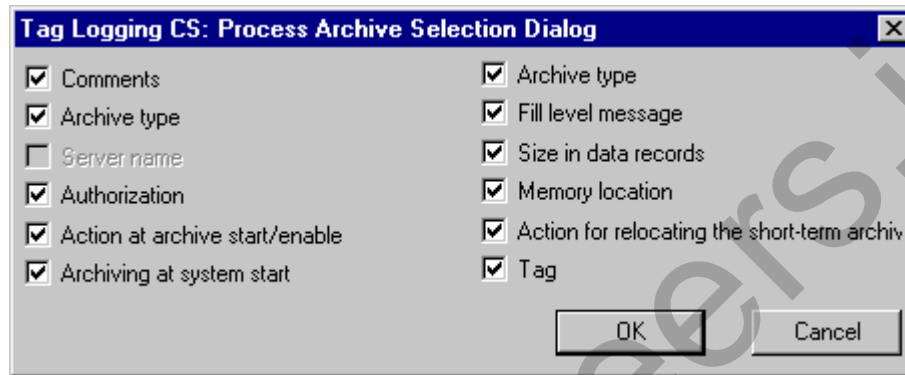 Tag Logging CS: Process Archive Selection Dialog
Comments
Archive type
Server name
Authorization
Action at archive start/enable
Archiving at system start
Archive type
Fill level message
Size in data records
Memory location
Action for relocating the short-term archiv
Tag
OK
Cancel
eers.